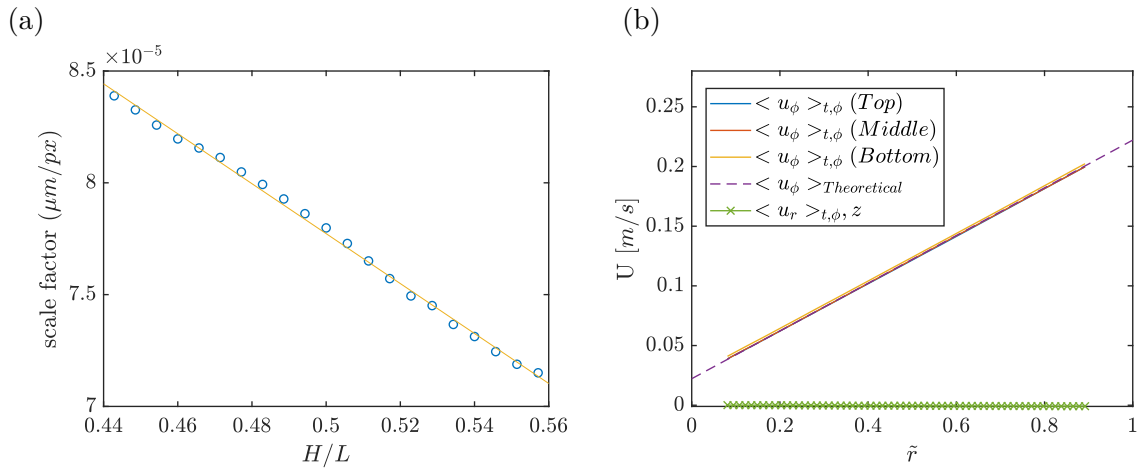 (a)
(b)
×10⁻⁵
8.5
8
7.5
7
0.44 0.46 0.48 0.5 0.52 0.54 0.56
scale factor (μm/px)
H/L
0.25
0.2
0.15
0.1
0.05
0
0 0.2 0.4 0.6 0.8 1
U [m/s]
r̃
< u_ϕ >_{t,ϕ} (Top)
< u_ϕ >_{t,ϕ} (Middle)
< u_ϕ >_{t,ϕ} (Bottom)
< u_ϕ >_{Theoretical}
< u_r >_{t,ϕ}, z